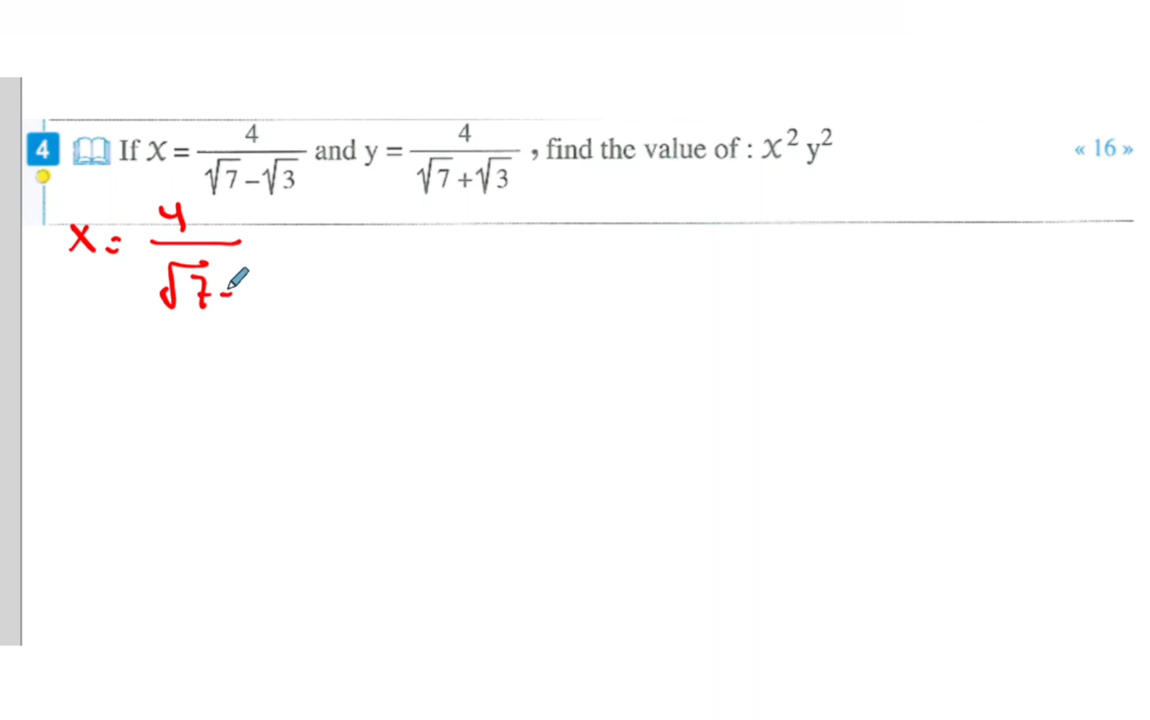 4 If X = 4/(√7 − √3) and y = 4/(√7 + √3) , find the value of : X² y² « 16 »
x = 4/(√7 -